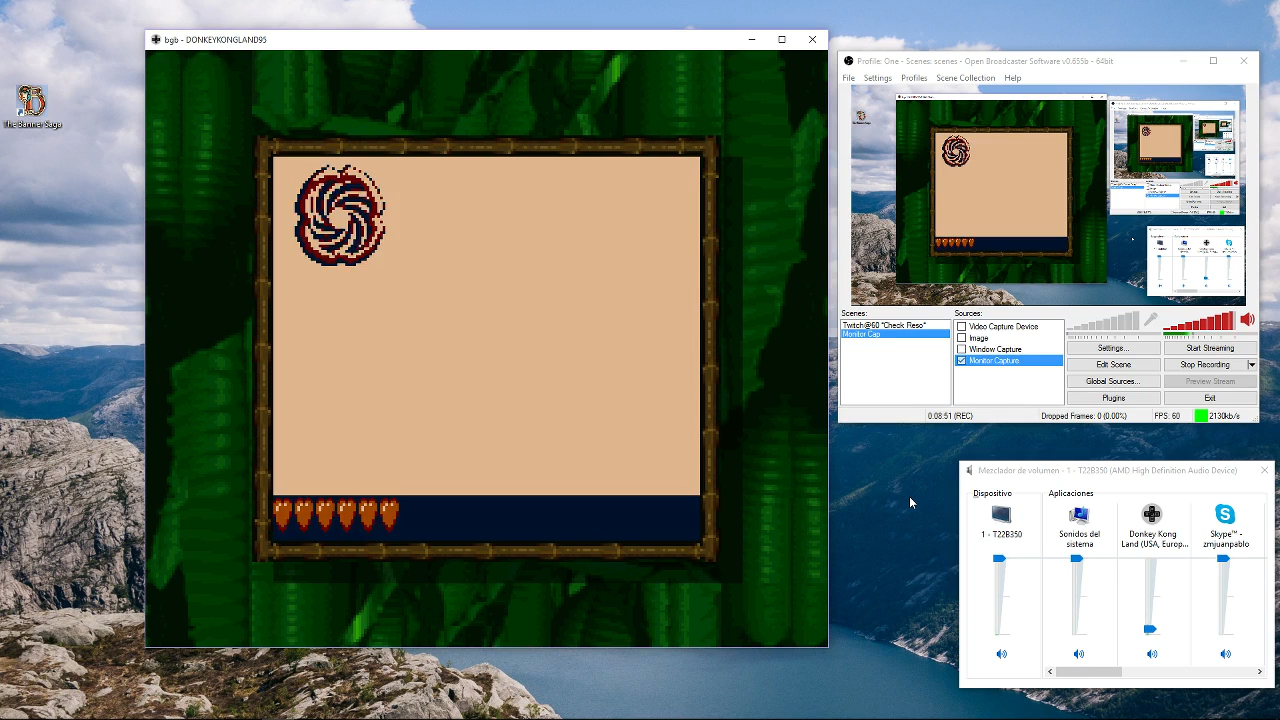 bgb - DONKEYKONGLAND95
The Banner Saga
Profile: One - Scenes: scenes - Open Broadcaster Software v0.655b - 64bit
File Settings Profiles Scene Collection Help
Scenes:
Twitch@60 "Check Reso"
Monitor Cap
Sources:
Video Capture Device
Image
Window Capture
Monitor Capture
Settings... Start Streaming
Edit Scene Stop Recording
Global Sources... Preview Stream
Plugins Exit
0:08:51 (REC) Dropped Frames: 0 (0.00%) FPS: 60 2130kb/s
Mezclador de volumen - 1 - T22B350 (AMD High Definition Audio Device)
Dispositivo Aplicaciones
1 - T22B350
Sonidos del
sistema
Donkey Kong
Land (USA, Europ...
Skype™ -
zmjuanpablo